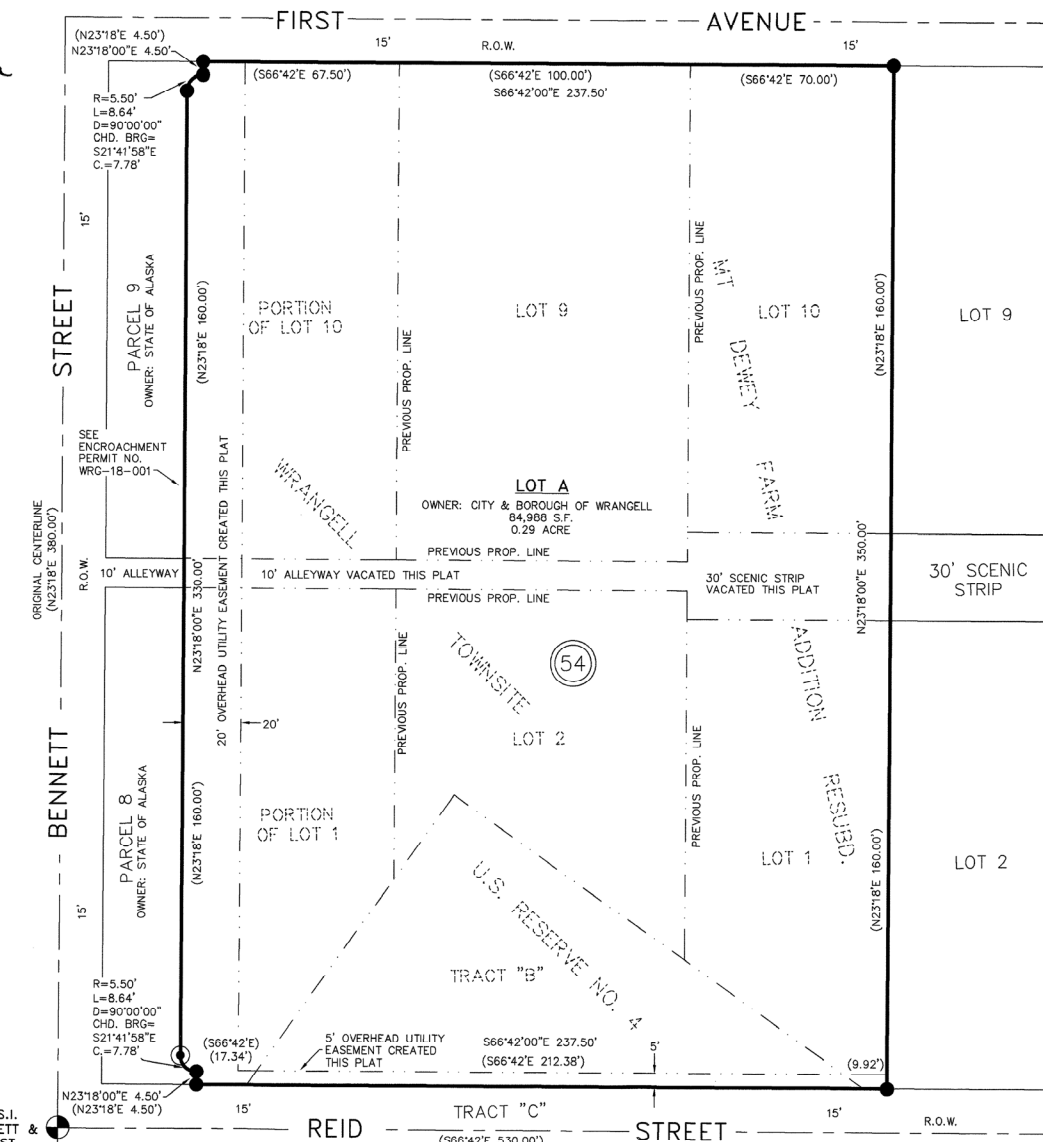 FIRST
AVENUE
(N23°18'E 4.50')
N23°18'00"E 4.50'
15'
R.O.W.
15'
(S66°42'E 67.50')
(S66°42'E 100.00')
(S66°42'E 70.00')
S66°42'00"E 237.50'
R=5.50'
L=8.64'
D=90°00'00"
CHD. BRG=
S21°41'58"E
C.=7.78'
15'
STREET
PARCEL 9
OWNER: STATE OF ALASKA
(N23°18'E 160.00')
PORTION
OF LOT 10
PREVIOUS PROP. LINE
LOT 9
PREVIOUS PROP. LINE
MT
DEWEY
FARM
ADDITION
RESUBD.
LOT 10
(N23°18'E 160.00')
LOT 9
SEE
ENCROACHMENT
PERMIT NO.
WRG-18-001
WRANGELL
TOWNSITE
LOT A
OWNER: CITY & BOROUGH OF WRANGELL
84,988 S.F.
0.29 ACRE
ORIGINAL CENTERLINE
(N23°18'E 380.00')
R.O.W.
10' ALLEYWAY
N23°18'00"E 330.00'
20' OVERHEAD UTILITY EASEMENT CREATED THIS PLAT
PREVIOUS PROP. LINE
10' ALLEYWAY VACATED THIS PLAT
PREVIOUS PROP. LINE
30' SCENIC STRIP
VACATED THIS PLAT
N23°18'00"E 350.00'
30' SCENIC
STRIP
54
PREVIOUS PROP. LINE
20'
LOT 2
PREVIOUS PROP. LINE
BENNETT
PARCEL 8
OWNER: STATE OF ALASKA
(N23°18'E 160.00')
PORTION
OF LOT 1
LOT 1
(N23°18'E 160.00')
LOT 2
15'
U.S. RESERVE NO. 4
TRACT "B"
R=5.50'
L=8.64'
D=90°00'00"
CHD. BRG=
S21°41'58"E
C.=7.78'
(S66°42'E)
(17.34')
5' OVERHEAD UTILITY
EASEMENT CREATED
THIS PLAT
S66°42'00"E 237.50'
(S66°42'E 212.38')
5'
(9.92')
N23°18'00"E 4.50'
(N23°18'E 4.50')
15'
TRACT "C"
15'
R.O.W.
S.I.
ETT &
REID
STREET
(S66°42'E 530.00')